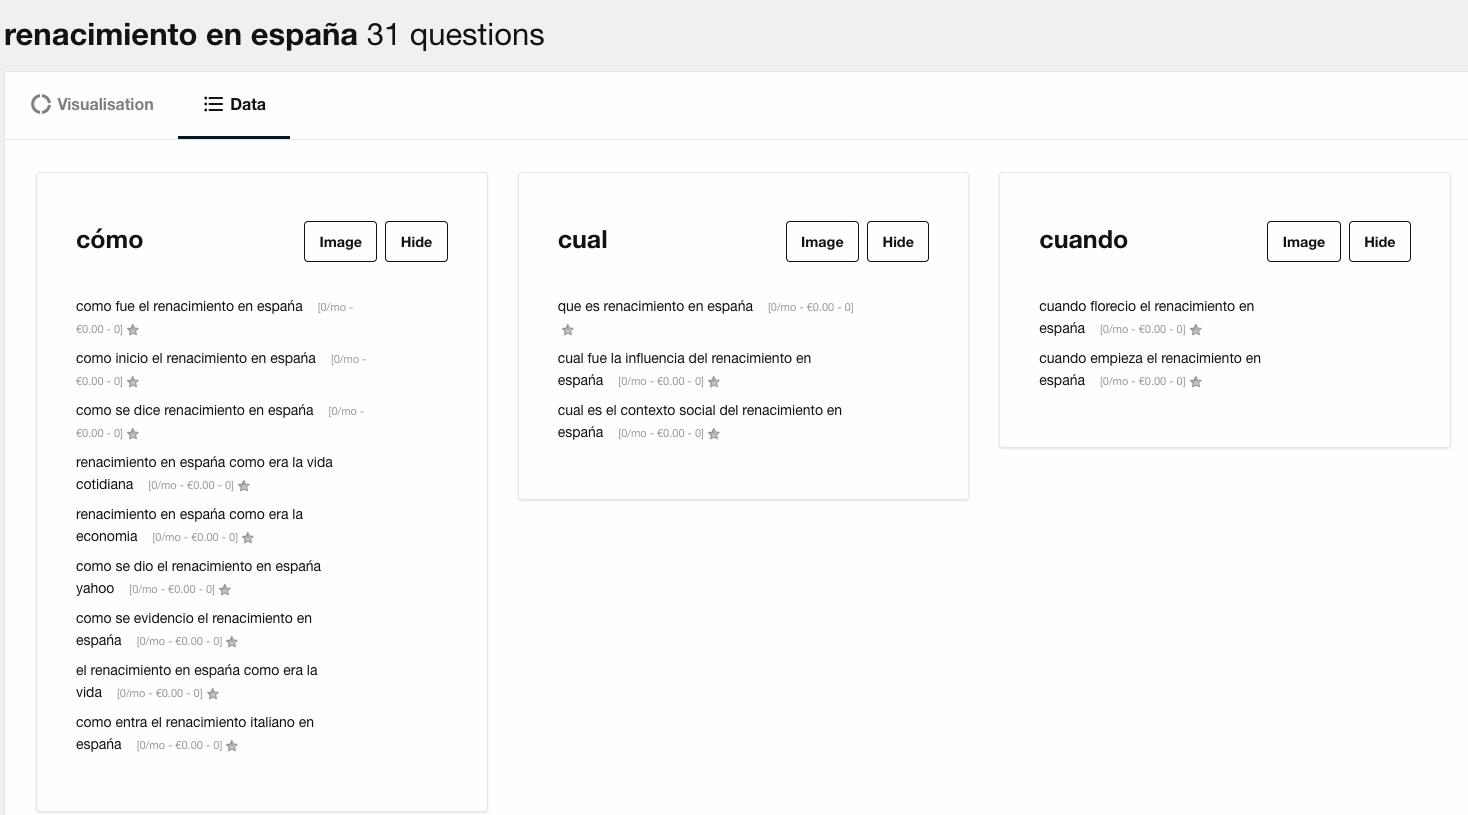 renacimiento en españa 31 questions
Visualisation
Data
cómo
Image
Hide
como fue el renacimiento en españa [0/mo -
€0.00 - 0]
como inicio el renacimiento en españa [0/mo -
€0.00 - 0]
como se dice renacimiento en españa [0/mo -
€0.00 - 0]
renacimiento en españa como era la vida
cotidiana [0/mo - €0.00 - 0]
renacimiento en españa como era la
economia [0/mo - €0.00 - 0]
como se dio el renacimiento en españa
yahoo [0/mo - €0.00 - 0]
como se evidencio el renacimiento en
españa [0/mo - €0.00 - 0]
el renacimiento en españa como era la
vida [0/mo - €0.00 - 0]
como entra el renacimiento italiano en
españa [0/mo - €0.00 - 0]
cual
Image
Hide
que es renacimiento en españa [0/mo - €0.00 - 0]
cual fue la influencia del renacimiento en
españa [0/mo - €0.00 - 0]
cual es el contexto social del renacimiento en
españa [0/mo - €0.00 - 0]
cuando
Image
Hide
cuando florecio el renacimiento en
españa [0/mo - €0.00 - 0]
cuando empieza el renacimiento en
españa [0/mo - €0.00 - 0]